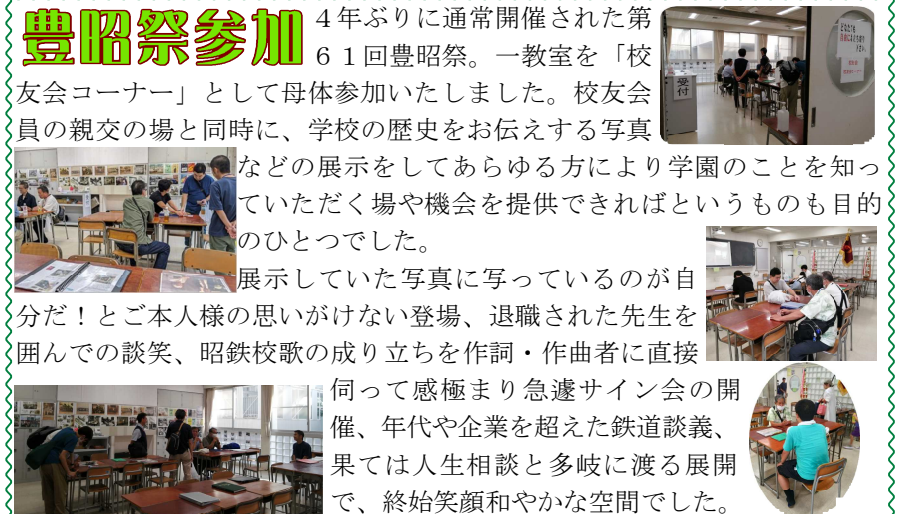 豊昭祭参加
４年ぶりに通常開催された第
６１回豊昭祭。一教室を「校
友会コーナー」として母体参加いたしました。校友会
員の親交の場と同時に、学校の歴史をお伝えする写真
などの展示をしてあらゆる方により学園のことを知っ
ていただく場や機会を提供できればというものも目的
のひとつでした。
展示していた写真に写っているのが自
分だ！とご本人様の思いがけない登場、退職された先生を
囲んでの談笑、昭鉄校歌の成り立ちを作詞・作曲者に直接
伺って感極まり急遽サイン会の開
催、年代や企業を超えた鉄道談義、
果ては人生相談と多岐に渡る展開
で、終始笑顔和やかな空間でした。
受付